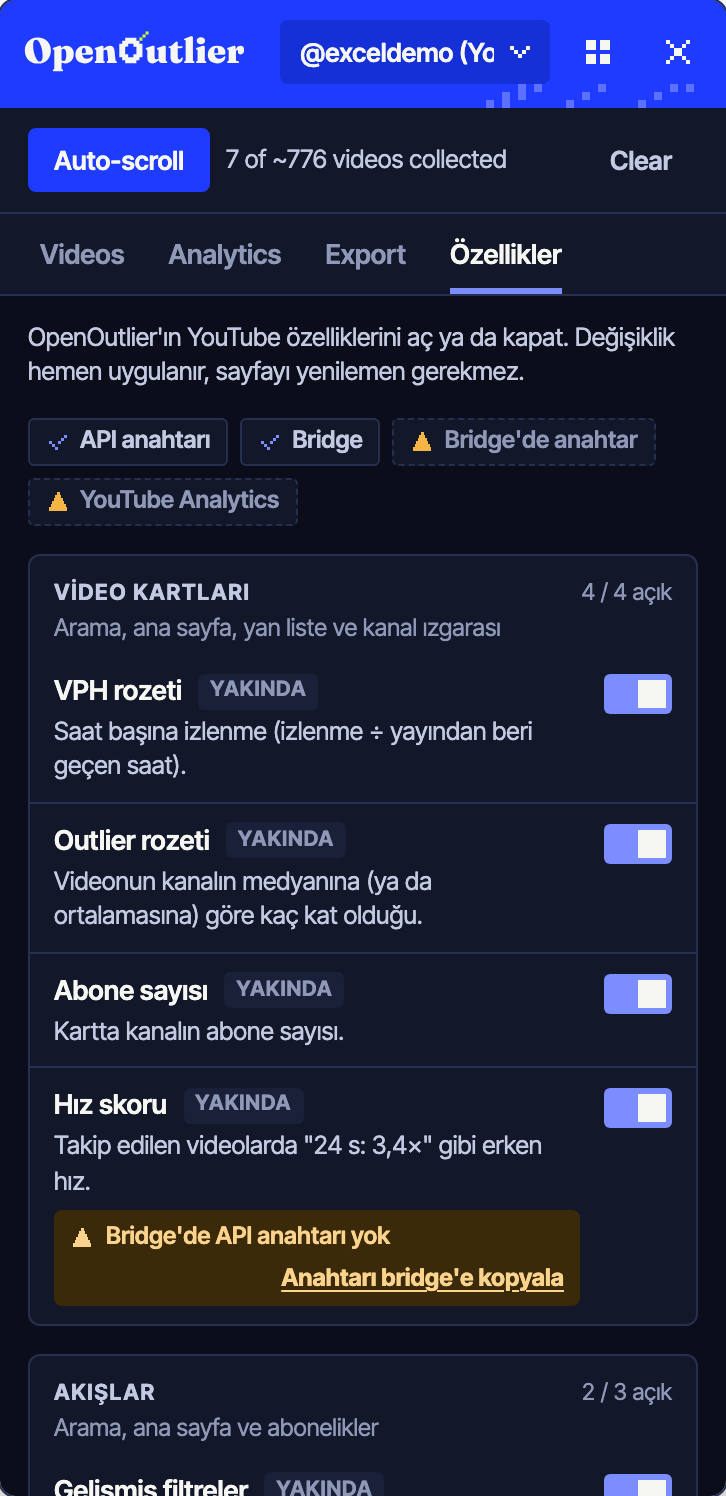 OpenOutlier
@exceldemo (Yo
Auto-scroll
7 of ~776 videos collected
Clear
Videos
Analytics
Export
Özellikler
OpenOutlier'ın YouTube özelliklerini aç ya da kapat. Değişiklik
hemen uygulanır, sayfayı yenilemen gerekmez.
API anahtarı
Bridge
Bridge'de anahtar
YouTube Analytics
VİDEO KARTLARI
4 / 4 açık
Arama, ana sayfa, yan liste ve kanal ızgarası
VPH rozeti
YAKINDA
Saat başına izlenme (izlenme ÷ yayından beri
geçen saat).
Outlier rozeti
YAKINDA
Videonun kanalın medyanına (ya da
ortalamasına) göre kaç kat olduğu.
Abone sayısı
YAKINDA
Kartta kanalın abone sayısı.
Hız skoru
YAKINDA
Takip edilen videolarda "24 s: 3,4×" gibi erken
hız.
Bridge'de API anahtarı yok
Anahtarı bridge'e kopyala
AKIŞLAR
2 / 3 açık
Arama, ana sayfa ve abonelikler
Gelişmiş filtreler
YAKINDA